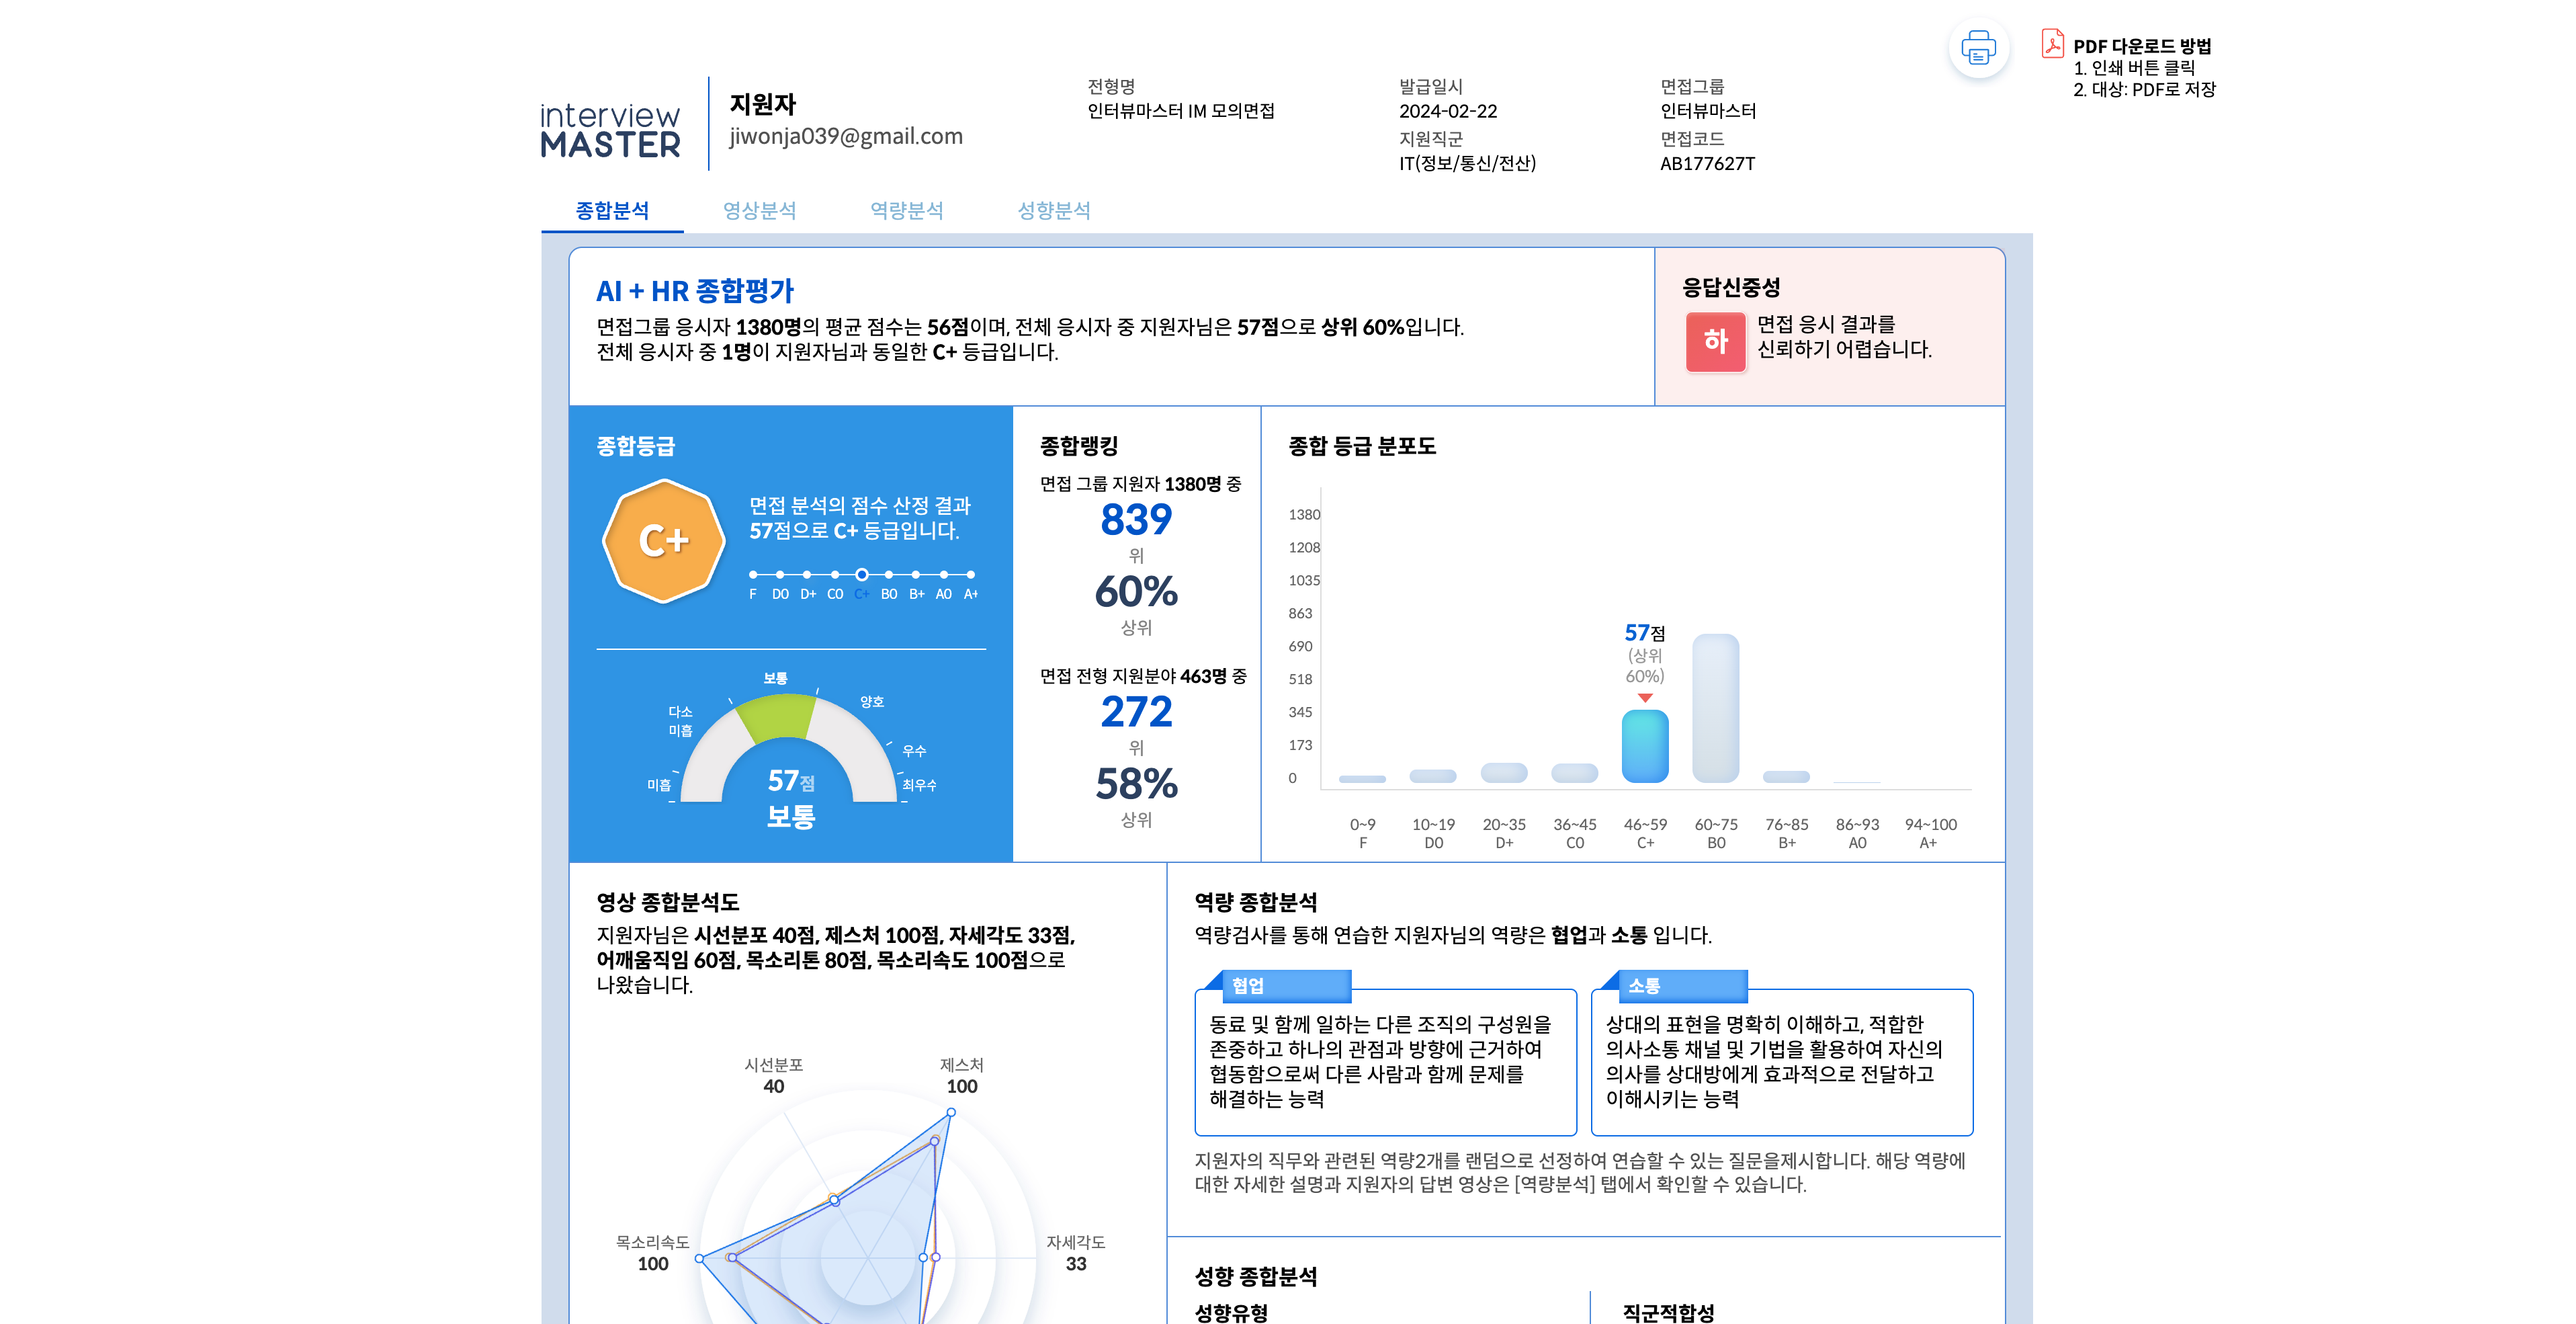 PDF 다운로드 방법
1. 인쇄 버튼 클릭
2. 대상: PDF로 저장
interview
MASTER
지원자
jiwonja039@gmail.com
전형명
인터뷰마스터 IM 모의면접
발급일시
2024-02-22
지원직군
IT(정보/통신/전산)
면접그룹
인터뷰마스터
면접코드
AB177627T
종합분석 영상분석 역량분석 성향분석
AI + HR 종합평가
면접그룹 응시자 1380명의 평균 점수는 56점이며, 전체 응시자 중 지원자님은 57점으로 상위 60%입니다.
전체 응시자 중 1명이 지원자님과 동일한 C+ 등급입니다.
응답신중성
하
면접 응시 결과를
신뢰하기 어렵습니다.
종합등급
C+
면접 분석의 점수 산정 결과
57점으로 C+ 등급입니다.
F D0 D+ C0 C+ B0 B+ A0 A+
미흡
다소
미흡
보통
양호
우수
최우수
57점
보통
종합랭킹
면접 그룹 지원자 1380명 중
839
위
60%
상위
면접 전형 지원분야 463명 중
272
위
58%
상위
종합 등급 분포도
1380
1208
1035
863
690
518
345
173
0
57점
(상위
60%)
0~9 10~19 20~35 36~45 46~59 60~75 76~85 86~93 94~100
F D0 D+ C0 C+ B0 B+ A0 A+
영상 종합분석도
지원자님은 시선분포 40점, 제스처 100점, 자세각도 33점,
어깨움직임 60점, 목소리톤 80점, 목소리속도 100점으로
나왔습니다.
시선분포
40
제스처
100
목소리속도
100
자세각도
33
역량 종합분석
역량검사를 통해 연습한 지원자님의 역량은 협업과 소통 입니다.
협업
동료 및 함께 일하는 다른 조직의 구성원을
존중하고 하나의 관점과 방향에 근거하여
협동함으로써 다른 사람과 함께 문제를
해결하는 능력
소통
상대의 표현을 명확히 이해하고, 적합한
의사소통 채널 및 기법을 활용하여 자신의
의사를 상대방에게 효과적으로 전달하고
이해시키는 능력
지원자의 직무와 관련된 역량2개를 랜덤으로 선정하여 연습할 수 있는 질문을제시합니다. 해당 역량에
대한 자세한 설명과 지원자의 답변 영상은 [역량분석] 탭에서 확인할 수 있습니다.
성향 종합분석
성향유형
직군적합성